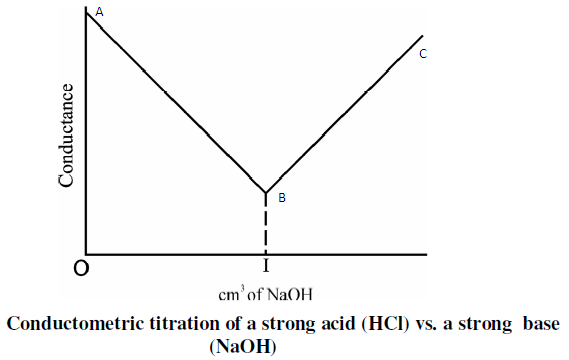 A
C
Conductance
B
O
I
cm³ of NaOH
Conductometric titration of a strong acid (HCl) vs. a strong base
(NaOH)